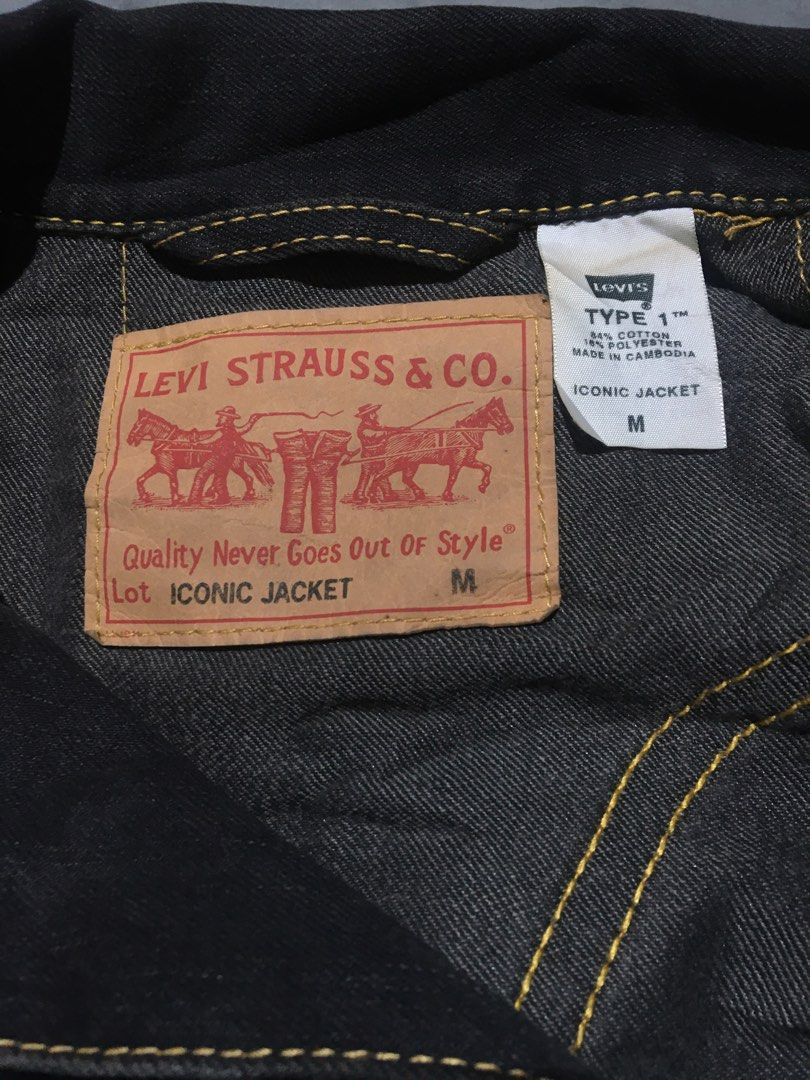 LEVI STRAUSS & CO.
Quality Never Goes Out Of Style®
Lot ICONIC JACKET M
Levi's®
TYPE 1™
84% COTTON
16% POLYESTER
MADE IN CAMBODIA
ICONIC JACKET
M